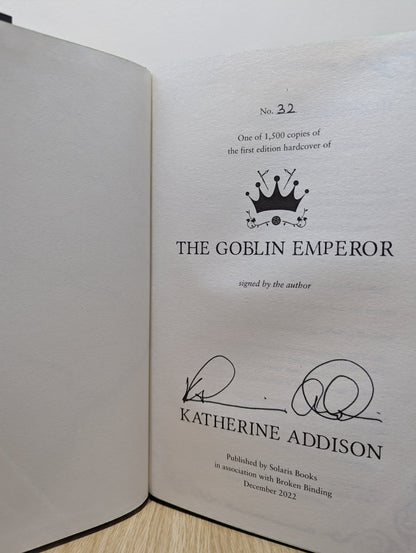 No. 32
One of 1,500 copies of
the first edition hardcover of
THE GOBLIN EMPEROR
signed by the author
KATHERINE ADDISON
Published by Solaris Books
in association with Broken Binding
December 2022